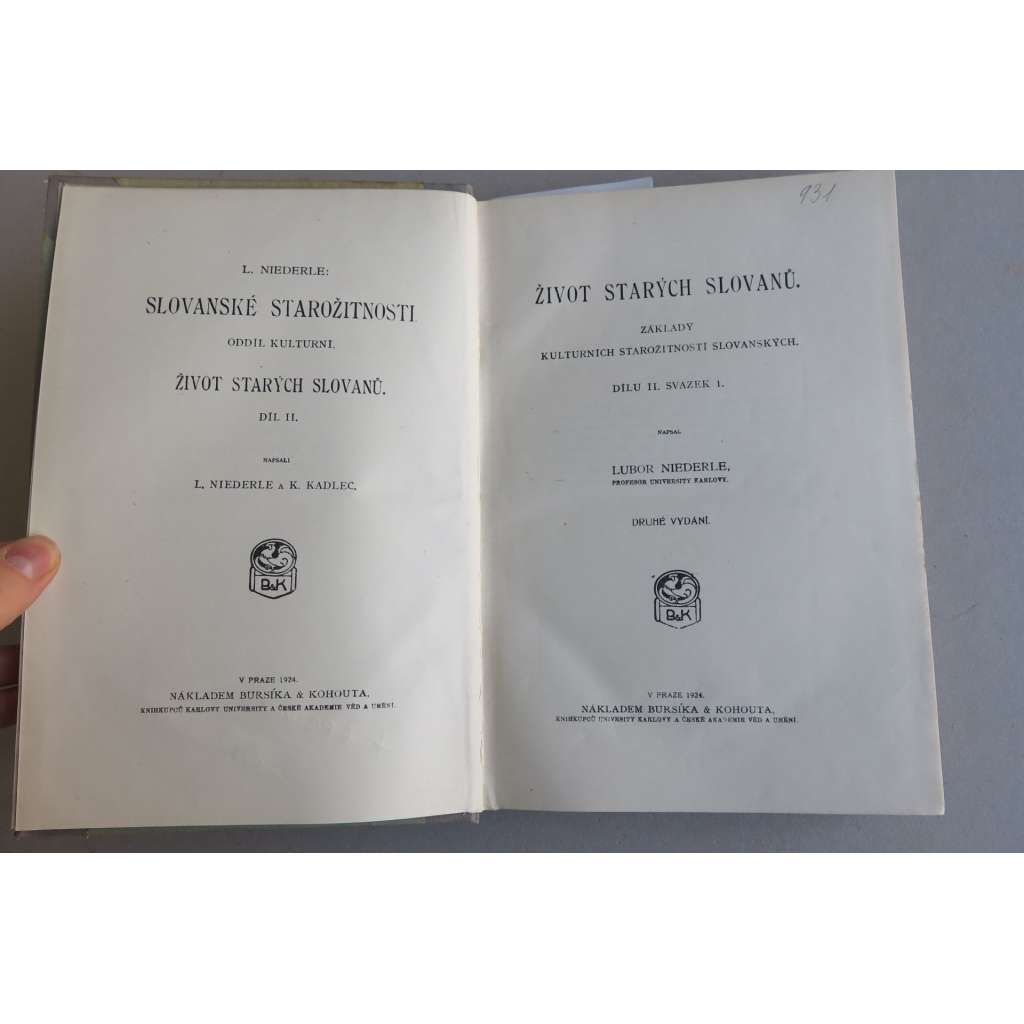 L. NIEDERLE:
SLOVANSKÉ STAROŽITNOSTI
ODDÍL KULTURNÍ.
ŽIVOT STARÝCH SLOVANŮ.
DÍL II.
NAPSALI
L. NIEDERLE A K. KADLEC.
B&K
V PRAZE 1924.
NÁKLADEM BURSÍKA & KOHOUTA,
KNIHKUPCŮ KARLOVY UNIVERSITY A ČESKÉ AKADEMIE VĚD A UMĚNÍ.
931
ŽIVOT STARÝCH SLOVANŮ.
ZÁKLADY
KULTURNÍCH STAROŽITNOSTÍ SLOVANSKÝCH.
DÍLU II. SVAZEK 1.
NAPSAL
LUBOR NIEDERLE,
PROFESOR UNIVERSITY KARLOVY.
DRUHÉ VYDÁNÍ.
B&K
V PRAZE 1924.
NÁKLADEM BURSÍKA & KOHOUTA,
KNIHKUPCŮ UNIVERSITY KARLOVY A ČESKÉ AKADEMIE VĚD A UMĚNÍ.